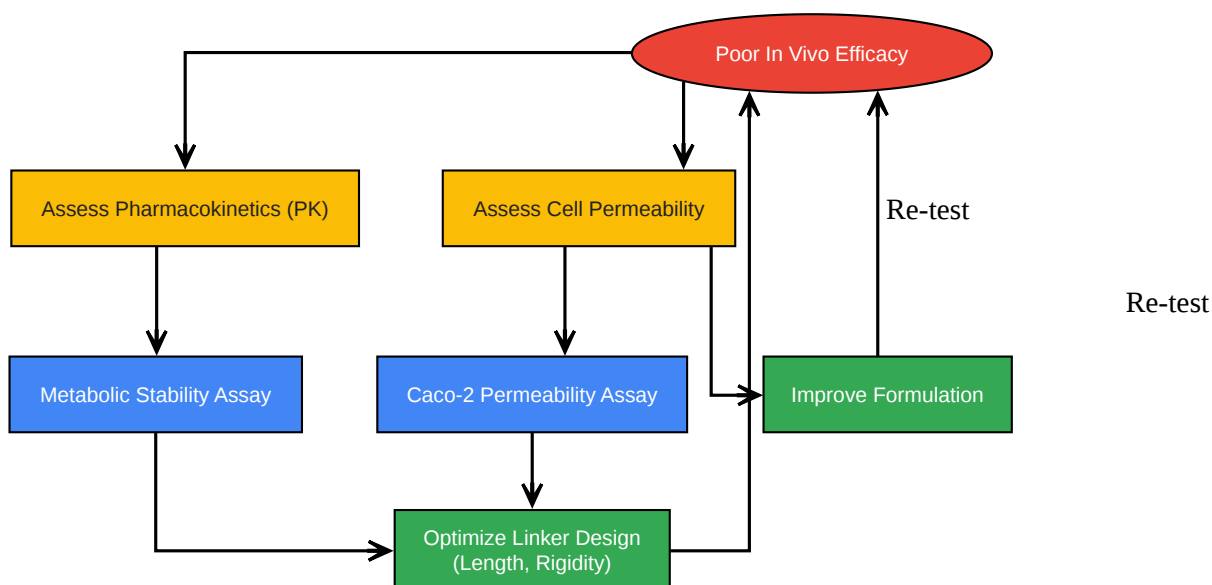 Poor In Vivo Efficacy
Assess Pharmacokinetics (PK)
Assess Cell Permeability
Re-test
Re-test
Metabolic Stability Assay
Caco-2 Permeability Assay
Improve Formulation
Optimize Linker Design
(Length, Rigidity)